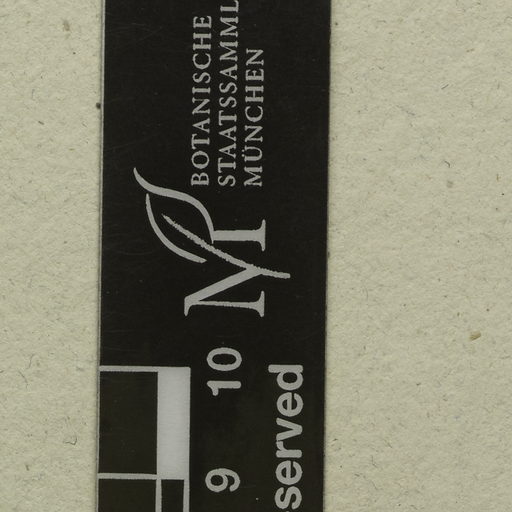 BOTANISCHE
STAATSSAMML
MÜNCHEN
M
9 10
served